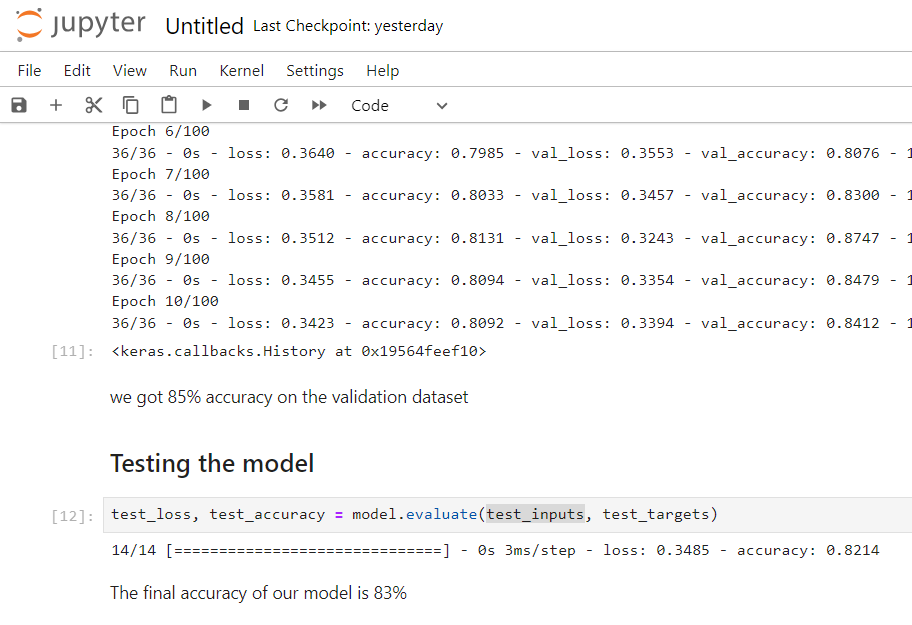 jupyter Untitled Last Checkpoint: yesterday
File Edit View Run Kernel Settings Help
Code
Epoch 6/100
36/36 - 0s - loss: 0.3640 - accuracy: 0.7985 - val_loss: 0.3553 - val_accuracy: 0.8076 - 1
Epoch 7/100
36/36 - 0s - loss: 0.3581 - accuracy: 0.8033 - val_loss: 0.3457 - val_accuracy: 0.8300 - 1
Epoch 8/100
36/36 - 0s - loss: 0.3512 - accuracy: 0.8131 - val_loss: 0.3243 - val_accuracy: 0.8747 - 1
Epoch 9/100
36/36 - 0s - loss: 0.3455 - accuracy: 0.8094 - val_loss: 0.3354 - val_accuracy: 0.8479 - 1
Epoch 10/100
36/36 - 0s - loss: 0.3423 - accuracy: 0.8092 - val_loss: 0.3394 - val_accuracy: 0.8412 - 1
[11]: <keras.callbacks.History at 0x19564feef10>
we got 85% accuracy on the validation dataset
Testing the model
[12]: test_loss, test_accuracy = model.evaluate(test_inputs, test_targets)
14/14 [==============================] - 0s 3ms/step - loss: 0.3485 - accuracy: 0.8214
The final accuracy of our model is 83%